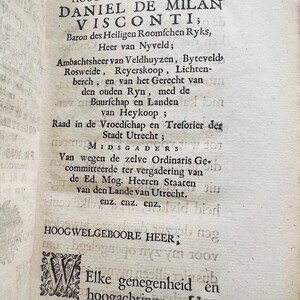 DANIEL DE MILAN
VISCONTI;
Baron des Heiligen Roomschen Ryks,
Heer van Nyveld;
Ambachtsheer van Veldhuyzen, Byteveld,
Rosweide, Reyerskoop, Lichten-
berch, en van het Gerecht van
den ouden Ryn, med de
Buurschap en Landen
van Heykoop;
Raad in de Vroedschap en Tresorier der
Stadt Utrecht;
MIDSGADERS
Van wegen de zelve Ordinaris Ge-
committeerde ter vergadering van
de Ed. Mog. Heeren Staaten
van den Lande van Utrecht.
enz. enz. enz.
HOOGWELGEBOORE HEER;
WElke genegenheid en
hoogachting